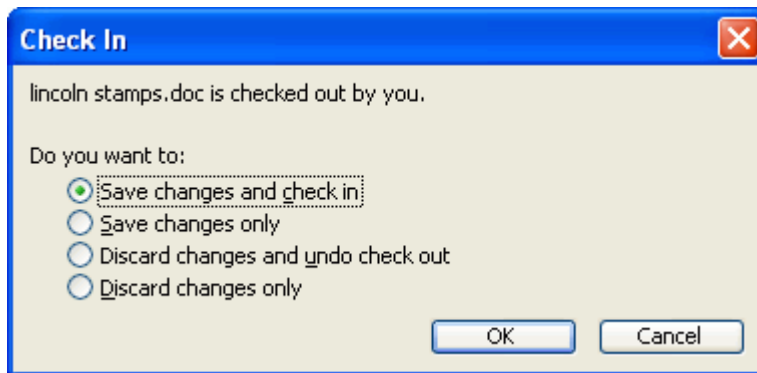 Check In
lincoln stamps.doc is checked out by you.
Do you want to:
Save changes and check in
Save changes only
Discard changes and undo check out
Discard changes only
OK Cancel